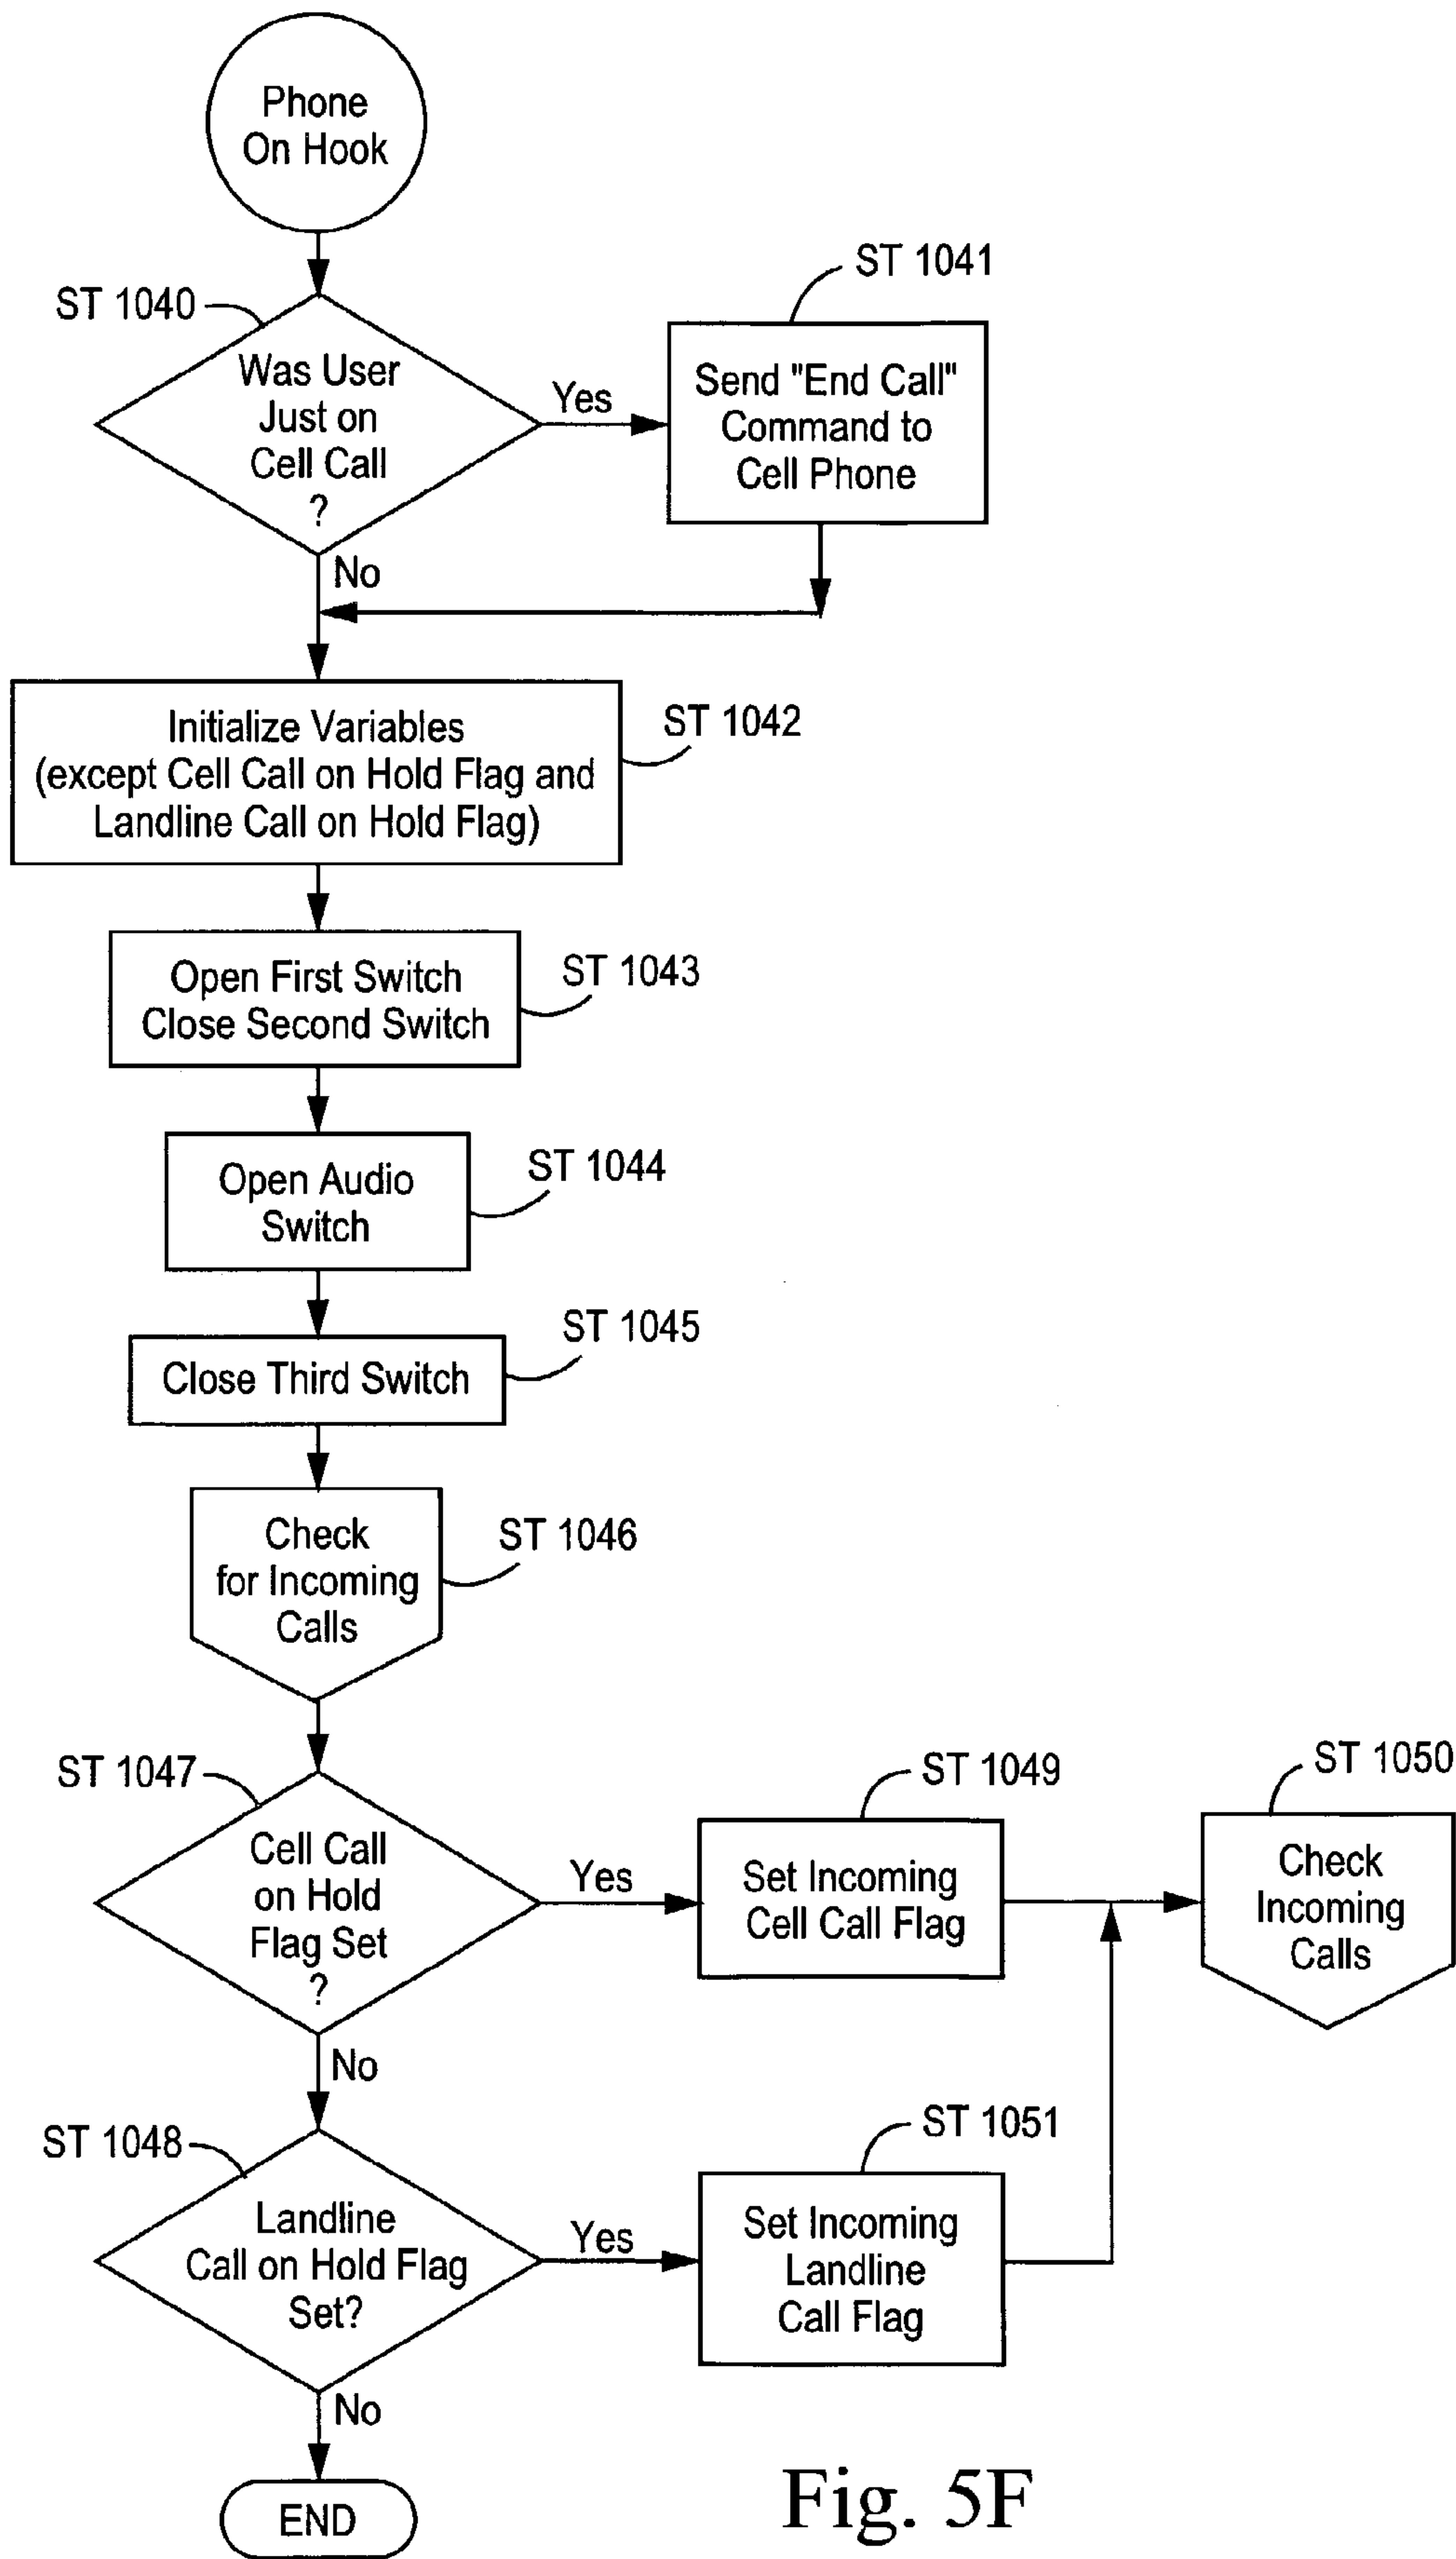 Phone
On Hook
ST 1041
ST 1040
Was User
Just on
Cell Call
?
Yes
Send "End Call"
Command to
Cell Phone
No
Initialize Variables
(except Cell Call on Hold Flag and
Landline Call on Hold Flag)
ST 1042
Open First Switch
Close Second Switch
ST 1043
Open Audio
Switch
ST 1044
Close Third Switch
ST 1045
Check
for Incoming
Calls
ST 1046
ST 1047
Cell Call
on Hold
Flag Set
?
Yes
ST 1049
Set Incoming
Cell Call Flag
ST 1050
Check
Incoming
Calls
No
ST 1048
Landline
Call on Hold Flag
Set?
Yes
ST 1051
Set Incoming
Landline
Call Flag
No
END
Fig. 5F